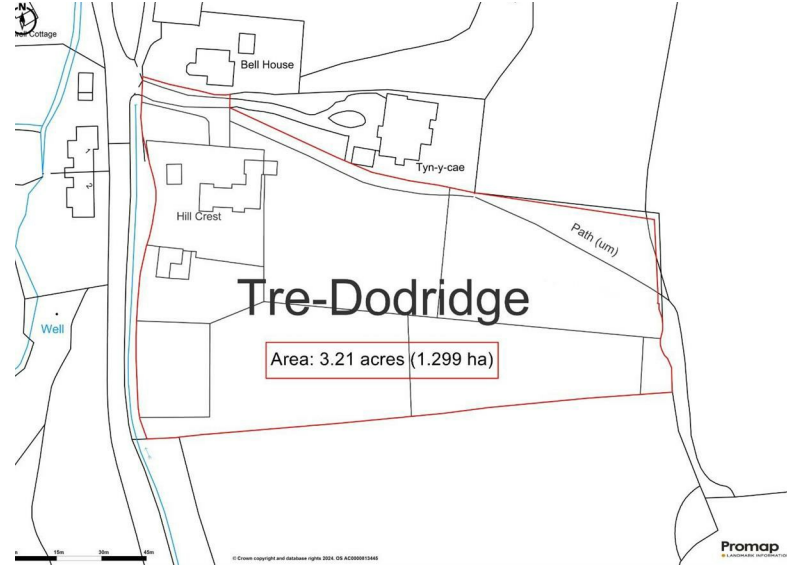 N
Cottage
Bell House
Tyn-y-cae
1
2
Hill Crest
Path (um)
Tre-Dodridge
Well
Area: 3.21 acres (1.299 ha)
15m 30m 45m
© Crown copyright and database rights 2024. OS AC0000813445
Promap
LANDMARK INFORMATION